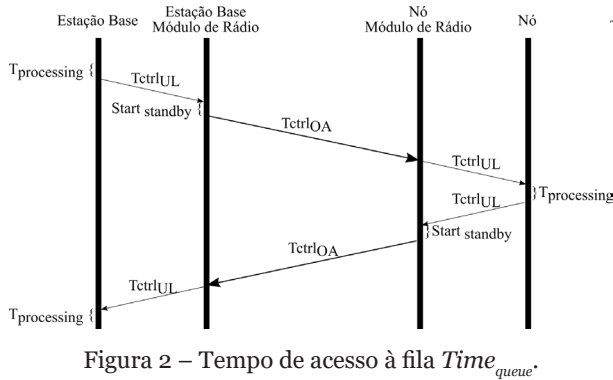 Estação Base
Estação Base
Módulo de Rádio
Nó
Módulo de Rádio
Nó
Tprocessing {
TctrlUL
Start standby {
TctrlOA
TctrlUL
}Tprocessing
TctrlUL
}Start standby
TctrlOA
TctrlUL
Tprocessing {
Figura 2 – Tempo de acesso à fila Timequeue.